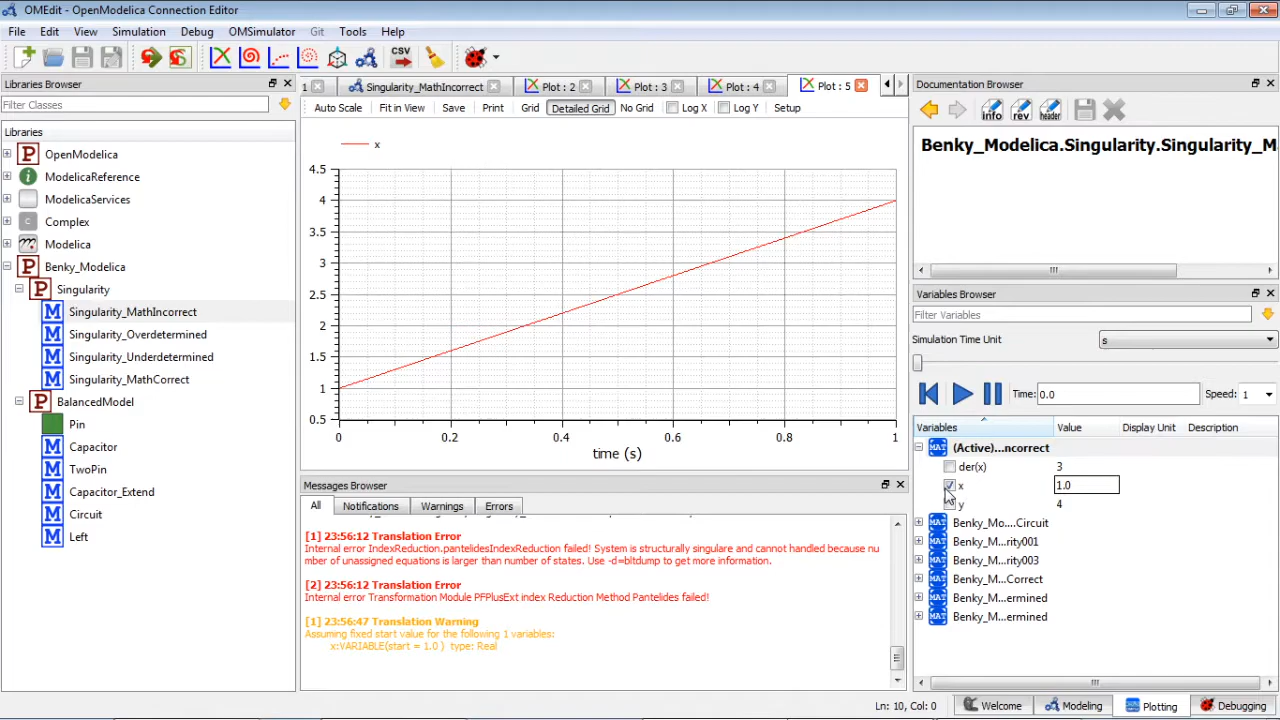 OMEdit - OpenModelica Connection Editor
File Edit View Simulation Debug OMSimulator Git Tools Help
CSV
Libraries Browser
Filter Classes
Libraries
P OpenModelica
i ModelicaReference
ModelicaServices
C Complex
Modelica
P Benky_Modelica
P Singularity
M Singularity_MathIncorrect
M Singularity_Overdetermined
M Singularity_Underdetermined
M Singularity_MathCorrect
P BalancedModel
Pin
M Capacitor
M TwoPin
M Capacitor_Extend
M Circuit
M Left
1 Singularity_MathIncorrect Plot : 2 Plot : 3 Plot : 4 Plot : 5
Auto Scale Fit in View Save Print Grid Detailed Grid No Grid Log X Log Y Setup
x
4.5
4
3.5
3
2.5
2
1.5
1
0.5
0 0.2 0.4 0.6 0.8 1
time (s)
Messages Browser
All Notifications Warnings Errors
[1] 23:56:12 Translation Error
Internal error IndexReduction.pantelidesIndexReduction failed! System is structurally singulare and cannot handled because nu
mber of unassigned equations is larger than number of states. Use -d=bltdump to get more information.
[2] 23:56:12 Translation Error
Internal error Transformation Module PFPlusExt index Reduction Method Pantelides failed!
[1] 23:56:47 Translation Warning
Assuming fixed start value for the following 1 variables:
x:VARIABLE(start = 1.0 ) type: Real
Documentation Browser
info rev header
Benky_Modelica.Singularity.Singularity_M
Variables Browser
Filter Variables
Simulation Time Unit s
Time: 0.0 Speed: 1
Variables Value Display Unit Description
MAT (Active)...ncorrect
der(x) 3
x 1.0
y 4
MAT Benky_Mo....Circuit
MAT Benky_M...rity001
MAT Benky_M...rity003
MAT Benky_M...Correct
MAT Benky_M...ermined
MAT Benky_M...ermined
Ln: 10, Col: 0 Welcome Modeling Plotting Debugging